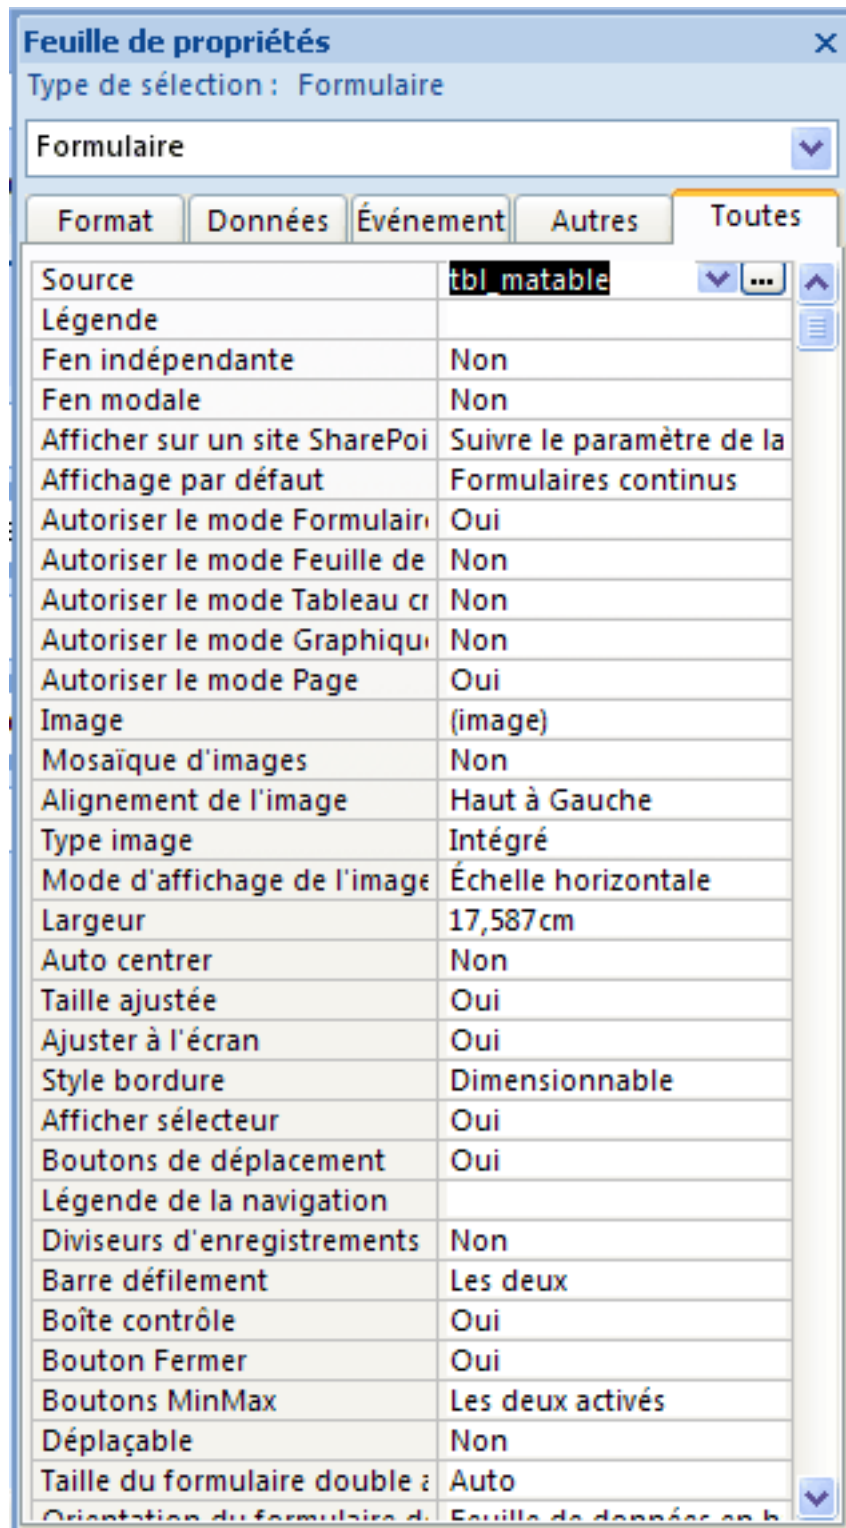 Feuille de propriétés
Type de sélection : Formulaire
Formulaire
Format Données Événement Autres Toutes
Source tbl_matable ...
Légende
Fen indépendante Non
Fen modale Non
Afficher sur un site SharePoi Suivre le paramètre de la
Affichage par défaut Formulaires continus
Autoriser le mode Formulair Oui
Autoriser le mode Feuille de Non
Autoriser le mode Tableau cr Non
Autoriser le mode Graphiqu Non
Autoriser le mode Page Oui
Image (image)
Mosaïque d'images Non
Alignement de l'image Haut à Gauche
Type image Intégré
Mode d'affichage de l'image Échelle horizontale
Largeur 17,587cm
Auto centrer Non
Taille ajustée Oui
Ajuster à l'écran Oui
Style bordure Dimensionnable
Afficher sélecteur Oui
Boutons de déplacement Oui
Légende de la navigation
Diviseurs d'enregistrements Non
Barre défilement Les deux
Boîte contrôle Oui
Bouton Fermer Oui
Boutons MinMax Les deux activés
Déplaçable Non
Taille du formulaire double a Auto
Orientation du formulaire d Feuille de données en b